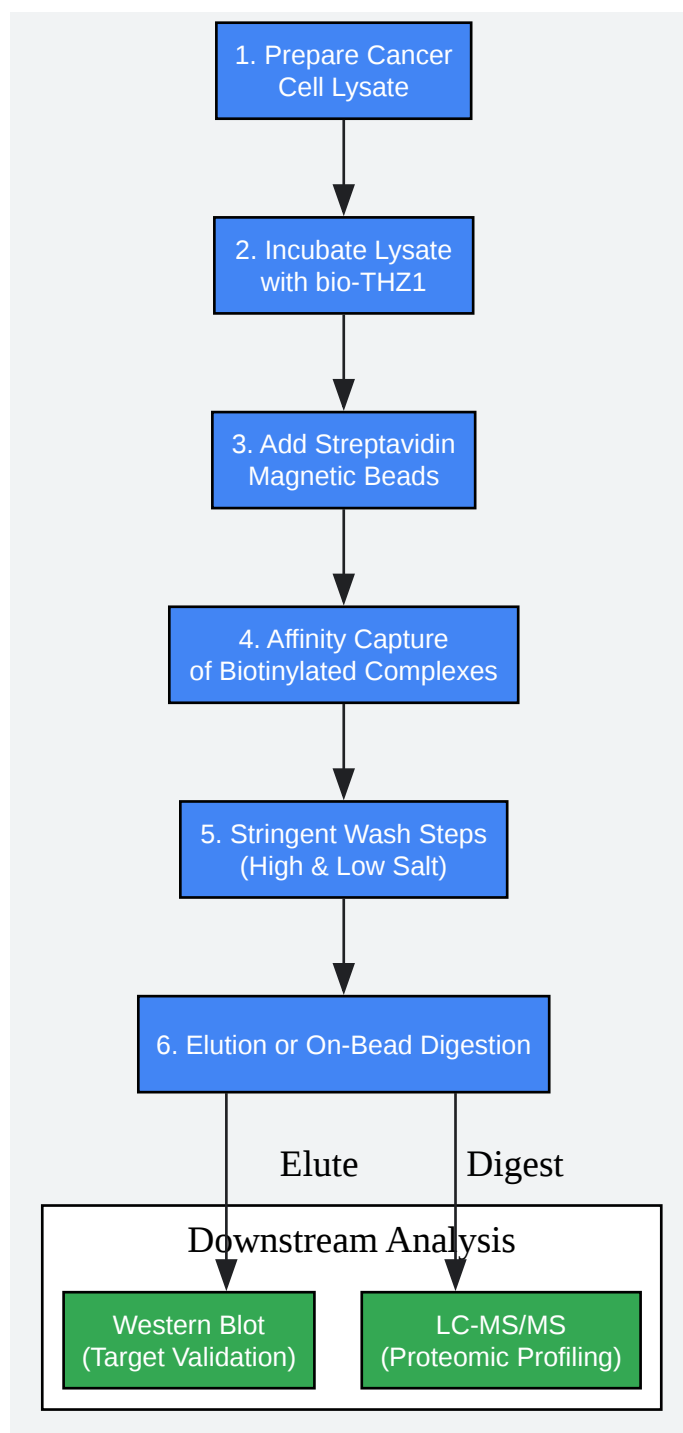 1. Prepare Cancer
Cell Lysate
2. Incubate Lysate
with bio-THZ1
3. Add Streptavidin
Magnetic Beads
4. Affinity Capture
of Biotinylated Complexes
5. Stringent Wash Steps
(High & Low Salt)
6. Elution or On-Bead Digestion
Elute
Digest
Downstream Analysis
Western Blot
(Target Validation)
LC-MS/MS
(Proteomic Profiling)